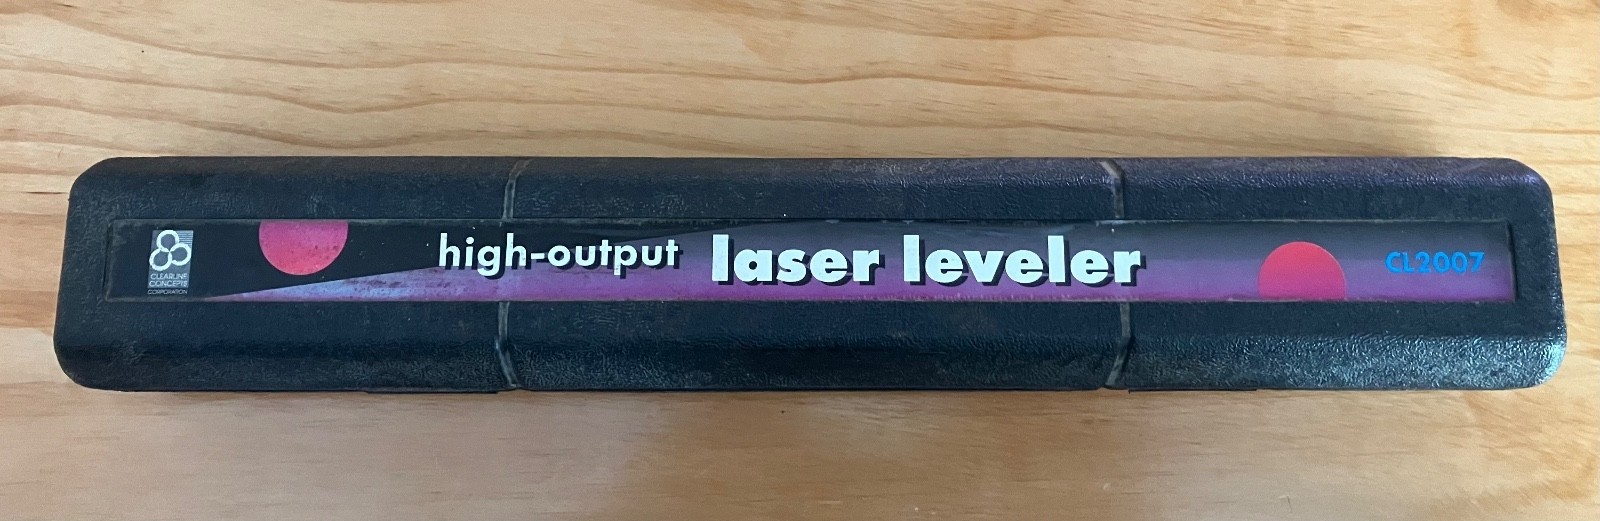 CLEARLINE
CONCEPTS
CORPORATION
high-output laser leveler
CL2007